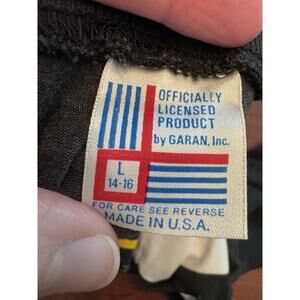 OFFICIALLY
LICENSED
PRODUCT
by GARAN, Inc.
L
14-16
FOR CARE SEE REVERSE
MADE IN U.S.A.